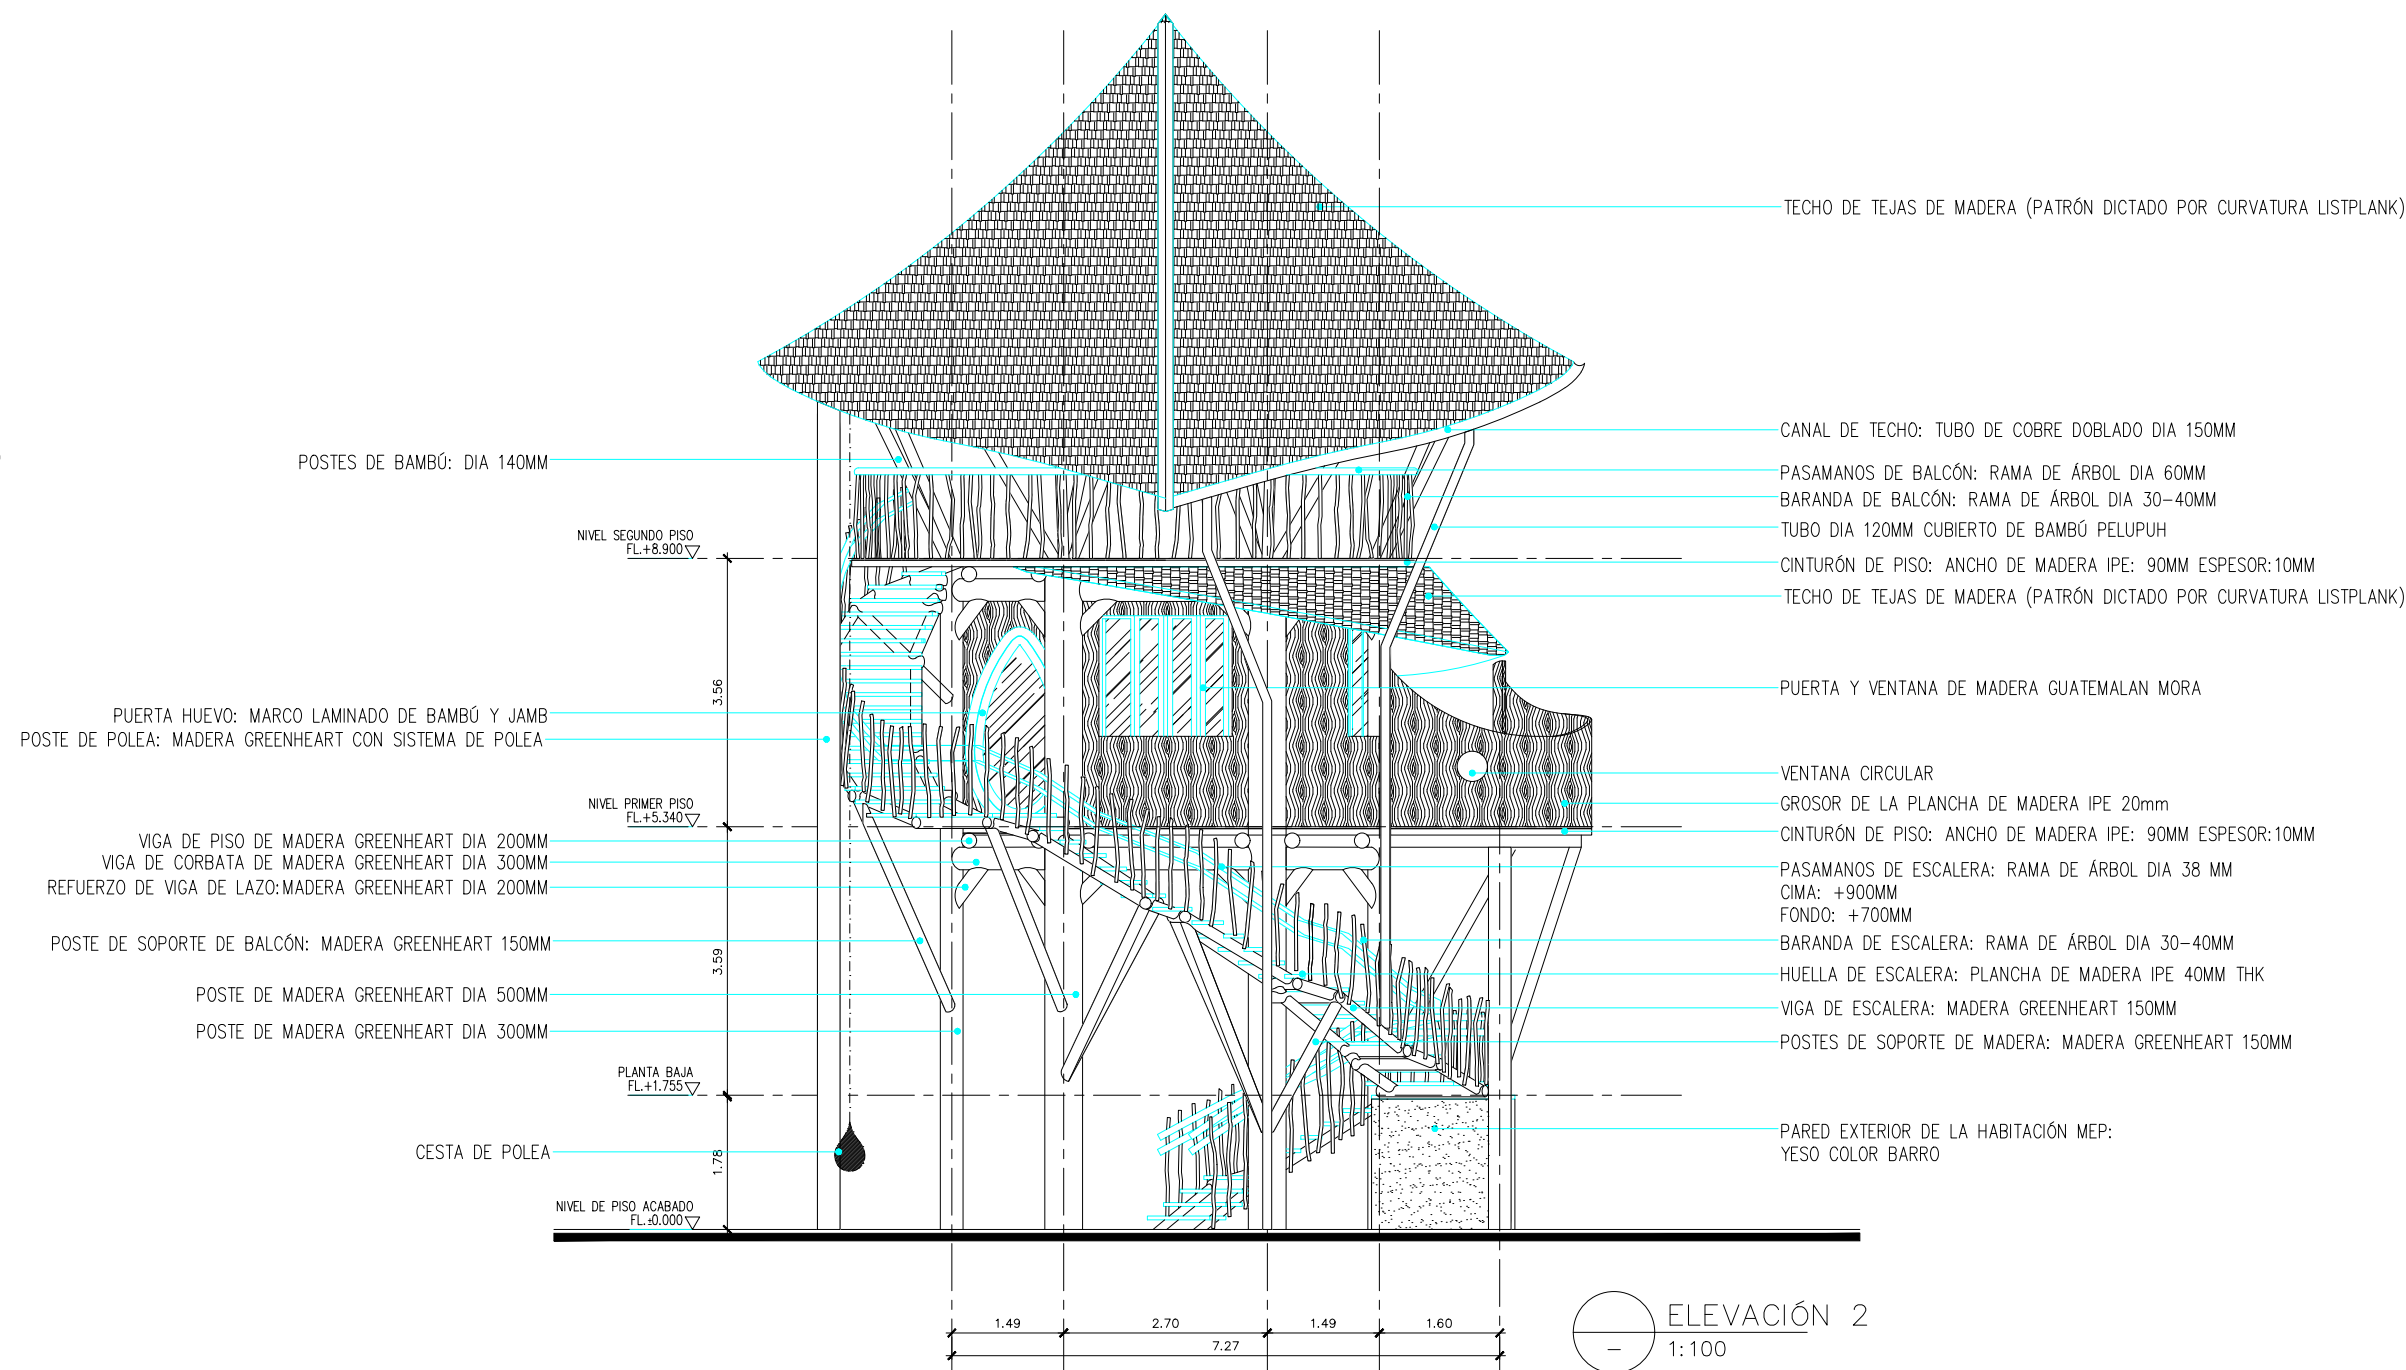 TECHO DE TEJAS DE MADERA (PATRÓN DICTADO POR CURVATURA LISTPLANK)
CANAL DE TECHO: TUBO DE COBRE DOBLADO DIA 150MM
PASAMANOS DE BALCÓN: RAMA DE ÁRBOL DIA 60MM
BARANDA DE BALCÓN: RAMA DE ÁRBOL DIA 30-40MM
TUBO DIA 120MM CUBIERTO DE BAMBÚ PELUPUH
CINTURÓN DE PISO: ANCHO DE MADERA IPE: 90MM ESPESOR:10MM
TECHO DE TEJAS DE MADERA (PATRÓN DICTADO POR CURVATURA LISTPLANK)
PUERTA Y VENTANA DE MADERA GUATEMALAN MORA
VENTANA CIRCULAR
GROSOR DE LA PLANCHA DE MADERA IPE 20mm
CINTURÓN DE PISO: ANCHO DE MADERA IPE: 90MM ESPESOR:10MM
PASAMANOS DE ESCALERA: RAMA DE ÁRBOL DIA 38 MM
CIMA: +900MM
FONDO: +700MM
BARANDA DE ESCALERA: RAMA DE ÁRBOL DIA 30-40MM
HUELLA DE ESCALERA: PLANCHA DE MADERA IPE 40MM THK
VIGA DE ESCALERA: MADERA GREENHEART 150MM
POSTES DE SOPORTE DE MADERA: MADERA GREENHEART 150MM
PARED EXTERIOR DE LA HABITACIÓN MEP:
YESO COLOR BARRO
POSTES DE BAMBÚ: DIA 140MM
NIVEL SEGUNDO PISO
FL.+8.900
3.56
PUERTA HUEVO: MARCO LAMINADO DE BAMBÚ Y JAMB
POSTE DE POLEA: MADERA GREENHEART CON SISTEMA DE POLEA
NIVEL PRIMER PISO
FL.+5.340
VIGA DE PISO DE MADERA GREENHEART DIA 200MM
VIGA DE CORBATA DE MADERA GREENHEART DIA 300MM
REFUERZO DE VIGA DE LAZO:MADERA GREENHEART DIA 200MM
POSTE DE SOPORTE DE BALCÓN: MADERA GREENHEART 150MM
3.59
POSTE DE MADERA GREENHEART DIA 500MM
POSTE DE MADERA GREENHEART DIA 300MM
PLANTA BAJA
FL.+1.755
CESTA DE POLEA
1.78
NIVEL DE PISO ACABADO
FL.±0.000
1.49 2.70 1.49 1.60
7.27
ELEVACIÓN 2
1:100